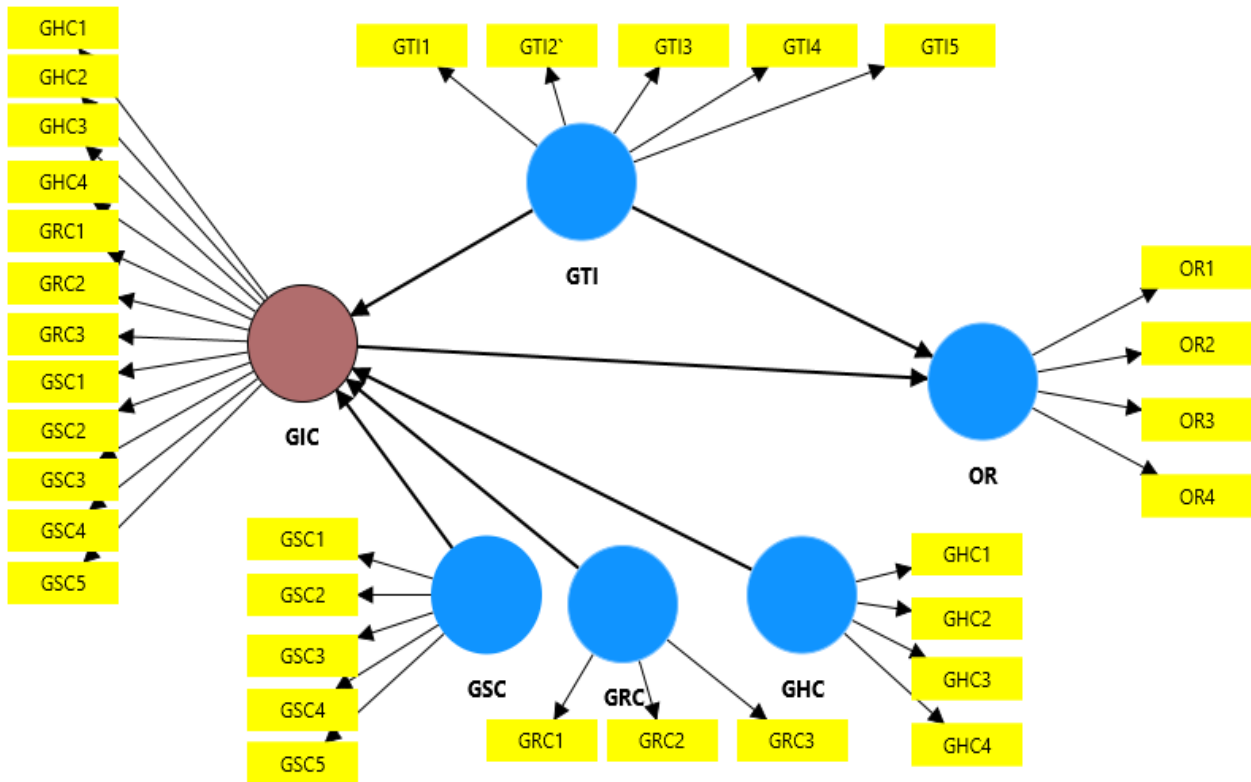 GHC1
GHC2
GHC3
GHC4
GRC1
GRC2
GRC3
GSC1
GSC2
GSC3
GSC4
GSC5
GTI1
GTI2`
GTI3
GTI4
GTI5
GTI
GIC
OR1
OR2
OR3
OR4
OR
GSC1
GSC2
GSC3
GSC4
GSC5
GSC
GRC
GRC1
GRC2
GRC3
GHC
GHC1
GHC2
GHC3
GHC4